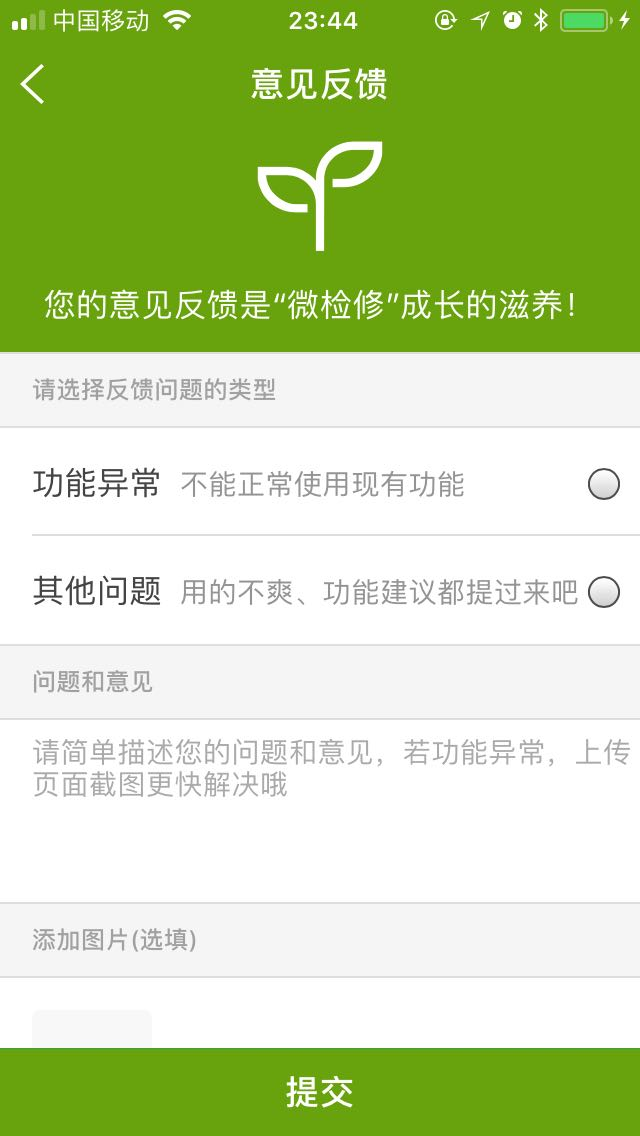 中国移动
23:44
意见反馈
您的意见反馈是“微检修”成长的滋养！
请选择反馈问题的类型
功能异常 不能正常使用现有功能
其他问题 用的不爽、功能建议都提过来吧
问题和意见
请简单描述您的问题和意见，若功能异常，上传
页面截图更快解决哦
添加图片(选填)
提交